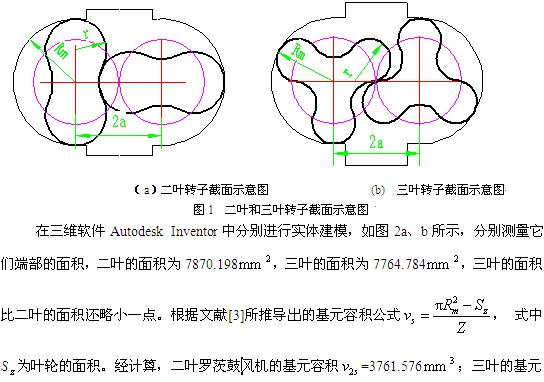 Rm
r
2a
Rm
r
2a
(a)二叶转子截面示意图
(b) 三叶转子截面示意图
图1 二叶和三叶转子截面示意图
在三维软件 Autodesk Inventor 中分别进行实体建模，如图 2a、b 所示，分别测量它
们端部的面积，二叶的面积为 7870.198mm²，三叶的面积为 7764.784mm²，三叶的面积
比二叶的面积还略小一点。根据文献[3]所推导出的基元容积公式 v_s = (πR_m² − S_z) / Z， 式中
S_z 为叶轮的面积。经计算，二叶罗茨鼓风机的基元容积 v_2s =3761.576mm³；三叶的基元